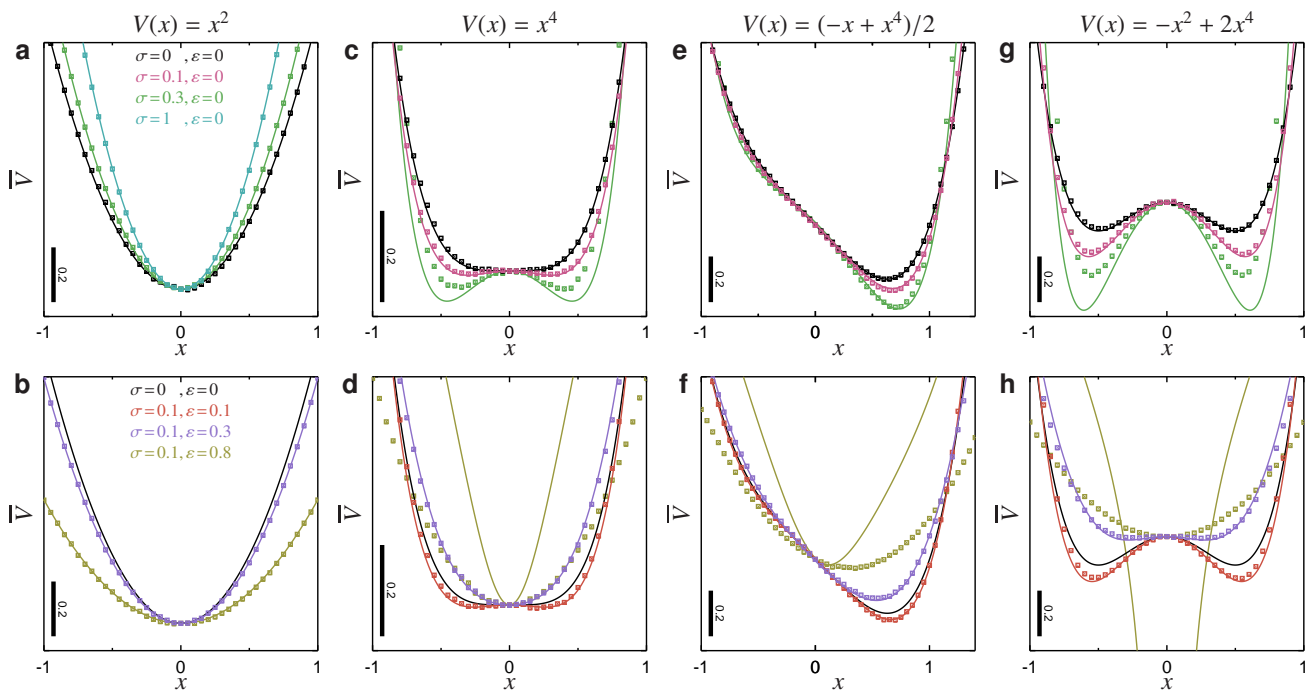 V(x) = x²
V(x) = x⁴
V(x) = (−x + x⁴)/2
V(x) = −x² + 2x⁴
a
σ=0 , ε=0
σ=0.1, ε=0
σ=0.3, ε=0
σ=1 , ε=0
V̅
0.2
-1
0
1
x
c
V̅
0.2
-1
0
1
x
e
V̅
0.2
-1
0
0
1
x
g
V̅
0.2
-1
0
1
x
b
σ=0 , ε=0
σ=0.1, ε=0.1
σ=0.1, ε=0.3
σ=0.1, ε=0.8
V̅
0.2
-1
0
1
x
d
V̅
0.2
-1
0
1
x
f
V̅
0.2
-1
0
0
1
x
h
V̅
0.2
-1
0
1
x